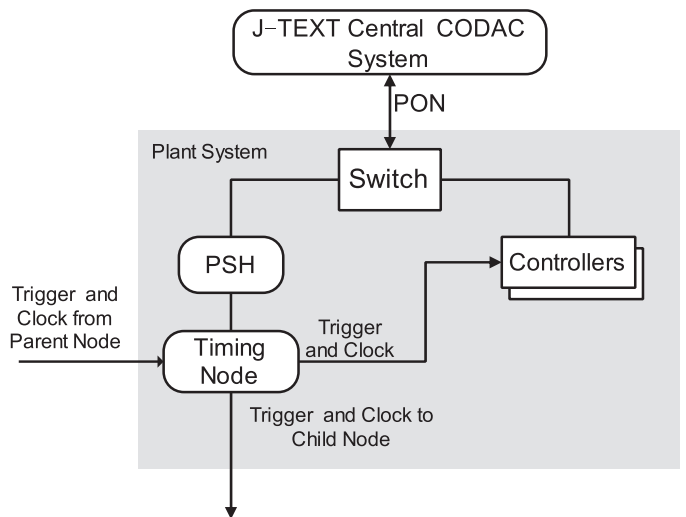 J–TEXT Central CODAC
System
PON
Plant System
Switch
PSH
Controllers
Trigger and
Clock from
Parent Node
Timing
Node
Trigger
and Clock
Trigger and Clock to
Child Node